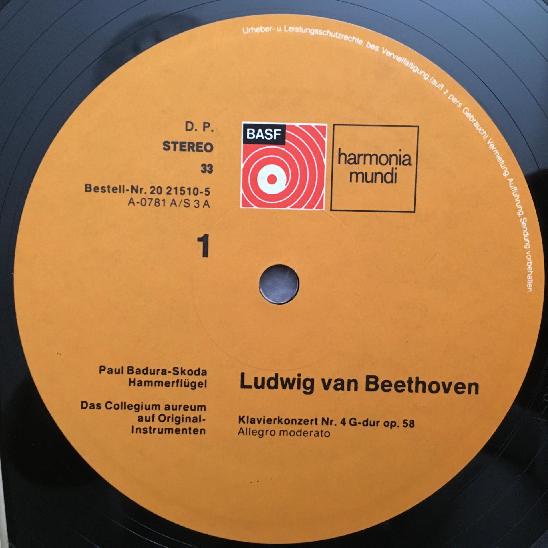 Urheber- u. Leistungsschutzrechte, bes. Vervielfältigung (auch z. pers. Gebrauch), Vermietung, Aufführung, Sendung vorbehalten
D. P.
STEREO
33
Bestell-Nr. 20 21510-5
A-0781 A/S 3 A
BASF
harmonia
mundi
1
Paul Badura-Skoda
Hammerflügel
Das Collegium aureum
auf Original-
Instrumenten
Ludwig van Beethoven
Klavierkonzert Nr. 4 G-dur op. 58
Allegro moderato